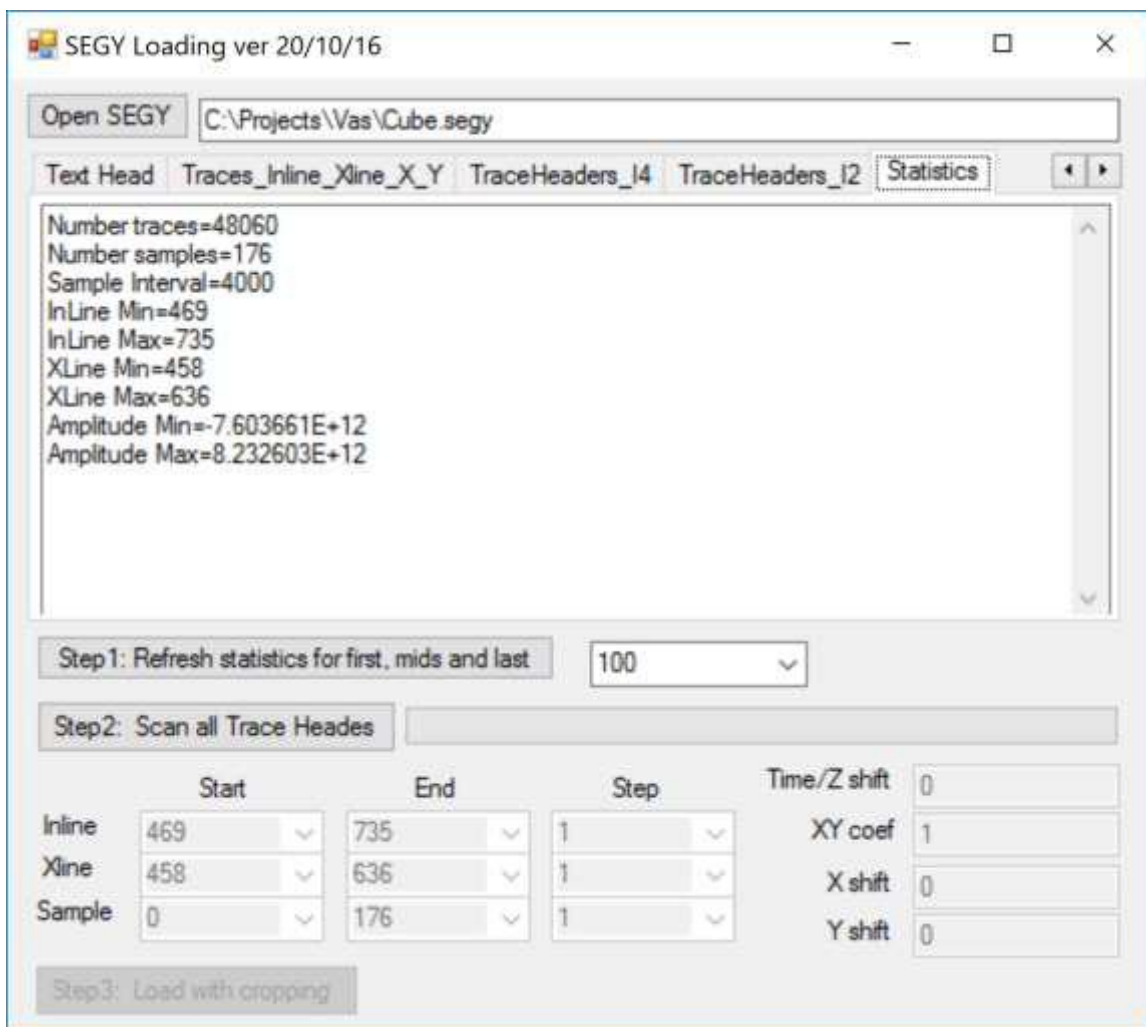 SEGY Loading ver 20/10/16
Open SEGY C:\Projects\Vas\Cube.segy
Text Head Traces_Inline_Xline_X_Y TraceHeaders_I4 TraceHeaders_I2 Statistics
Number traces=48060
Number samples=176
Sample Interval=4000
InLine Min=469
InLine Max=735
XLine Min=458
XLine Max=636
Amplitude Min=-7.603661E+12
Amplitude Max=8.232603E+12
Step1: Refresh statistics for first, mids and last 100
Step2: Scan all Trace Heades
Start End Step Time/Z shift 0
Inline 469 735 1 XY coef 1
Xline 458 636 1 X shift 0
Sample 0 176 1 Y shift 0
Step3: Load with cropping